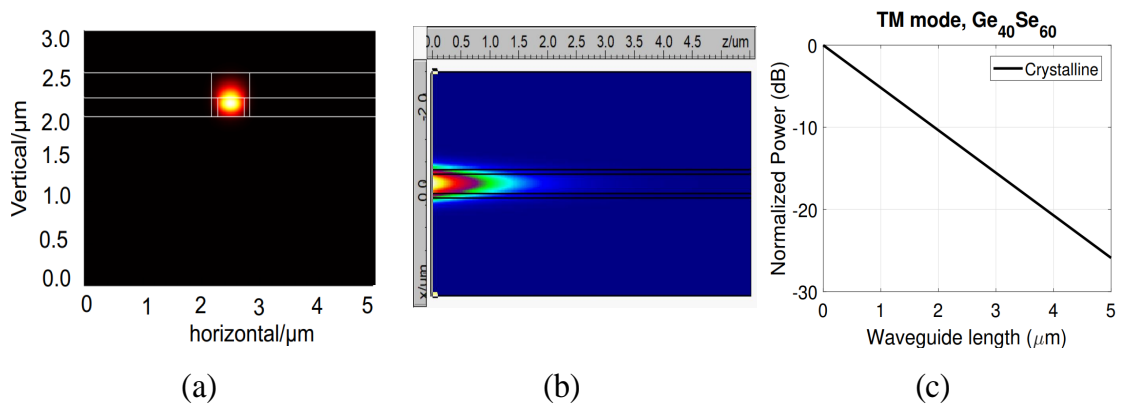 3.0
2.5
2.0
1.5
1.0
0.5
0.0
Vertical/µm
0 1 2 3 4 5
horizontal/µm
(a)
0.0 0.5 1.0 1.5 2.0 2.5 3.0 3.5 4.0 4.5 z/um
-2.0
0.0
x/um
(b)
TM mode, Ge40Se60
Crystalline
0
-10
-20
-30
Normalized Power (dB)
0 1 2 3 4 5
Waveguide length (μm)
(c)